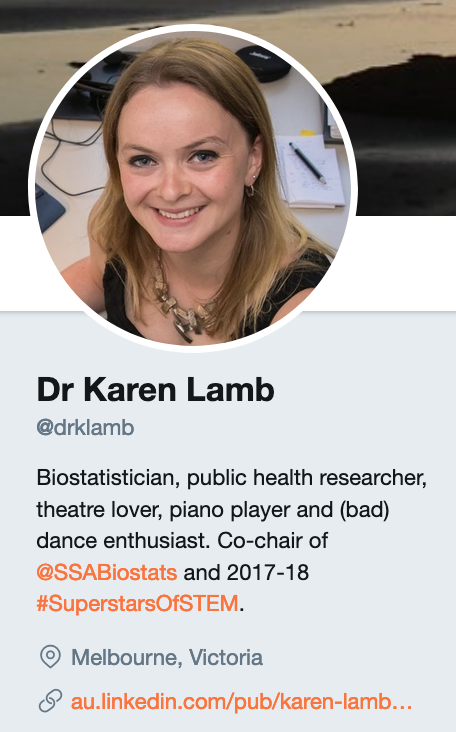 Dr Karen Lamb
@drklamb
Biostatistician, public health researcher,
theatre lover, piano player and (bad)
dance enthusiast. Co-chair of
@SSABiostats and 2017-18
#SuperstarsOfSTEM.
Melbourne, Victoria
au.linkedin.com/pub/karen-lamb…